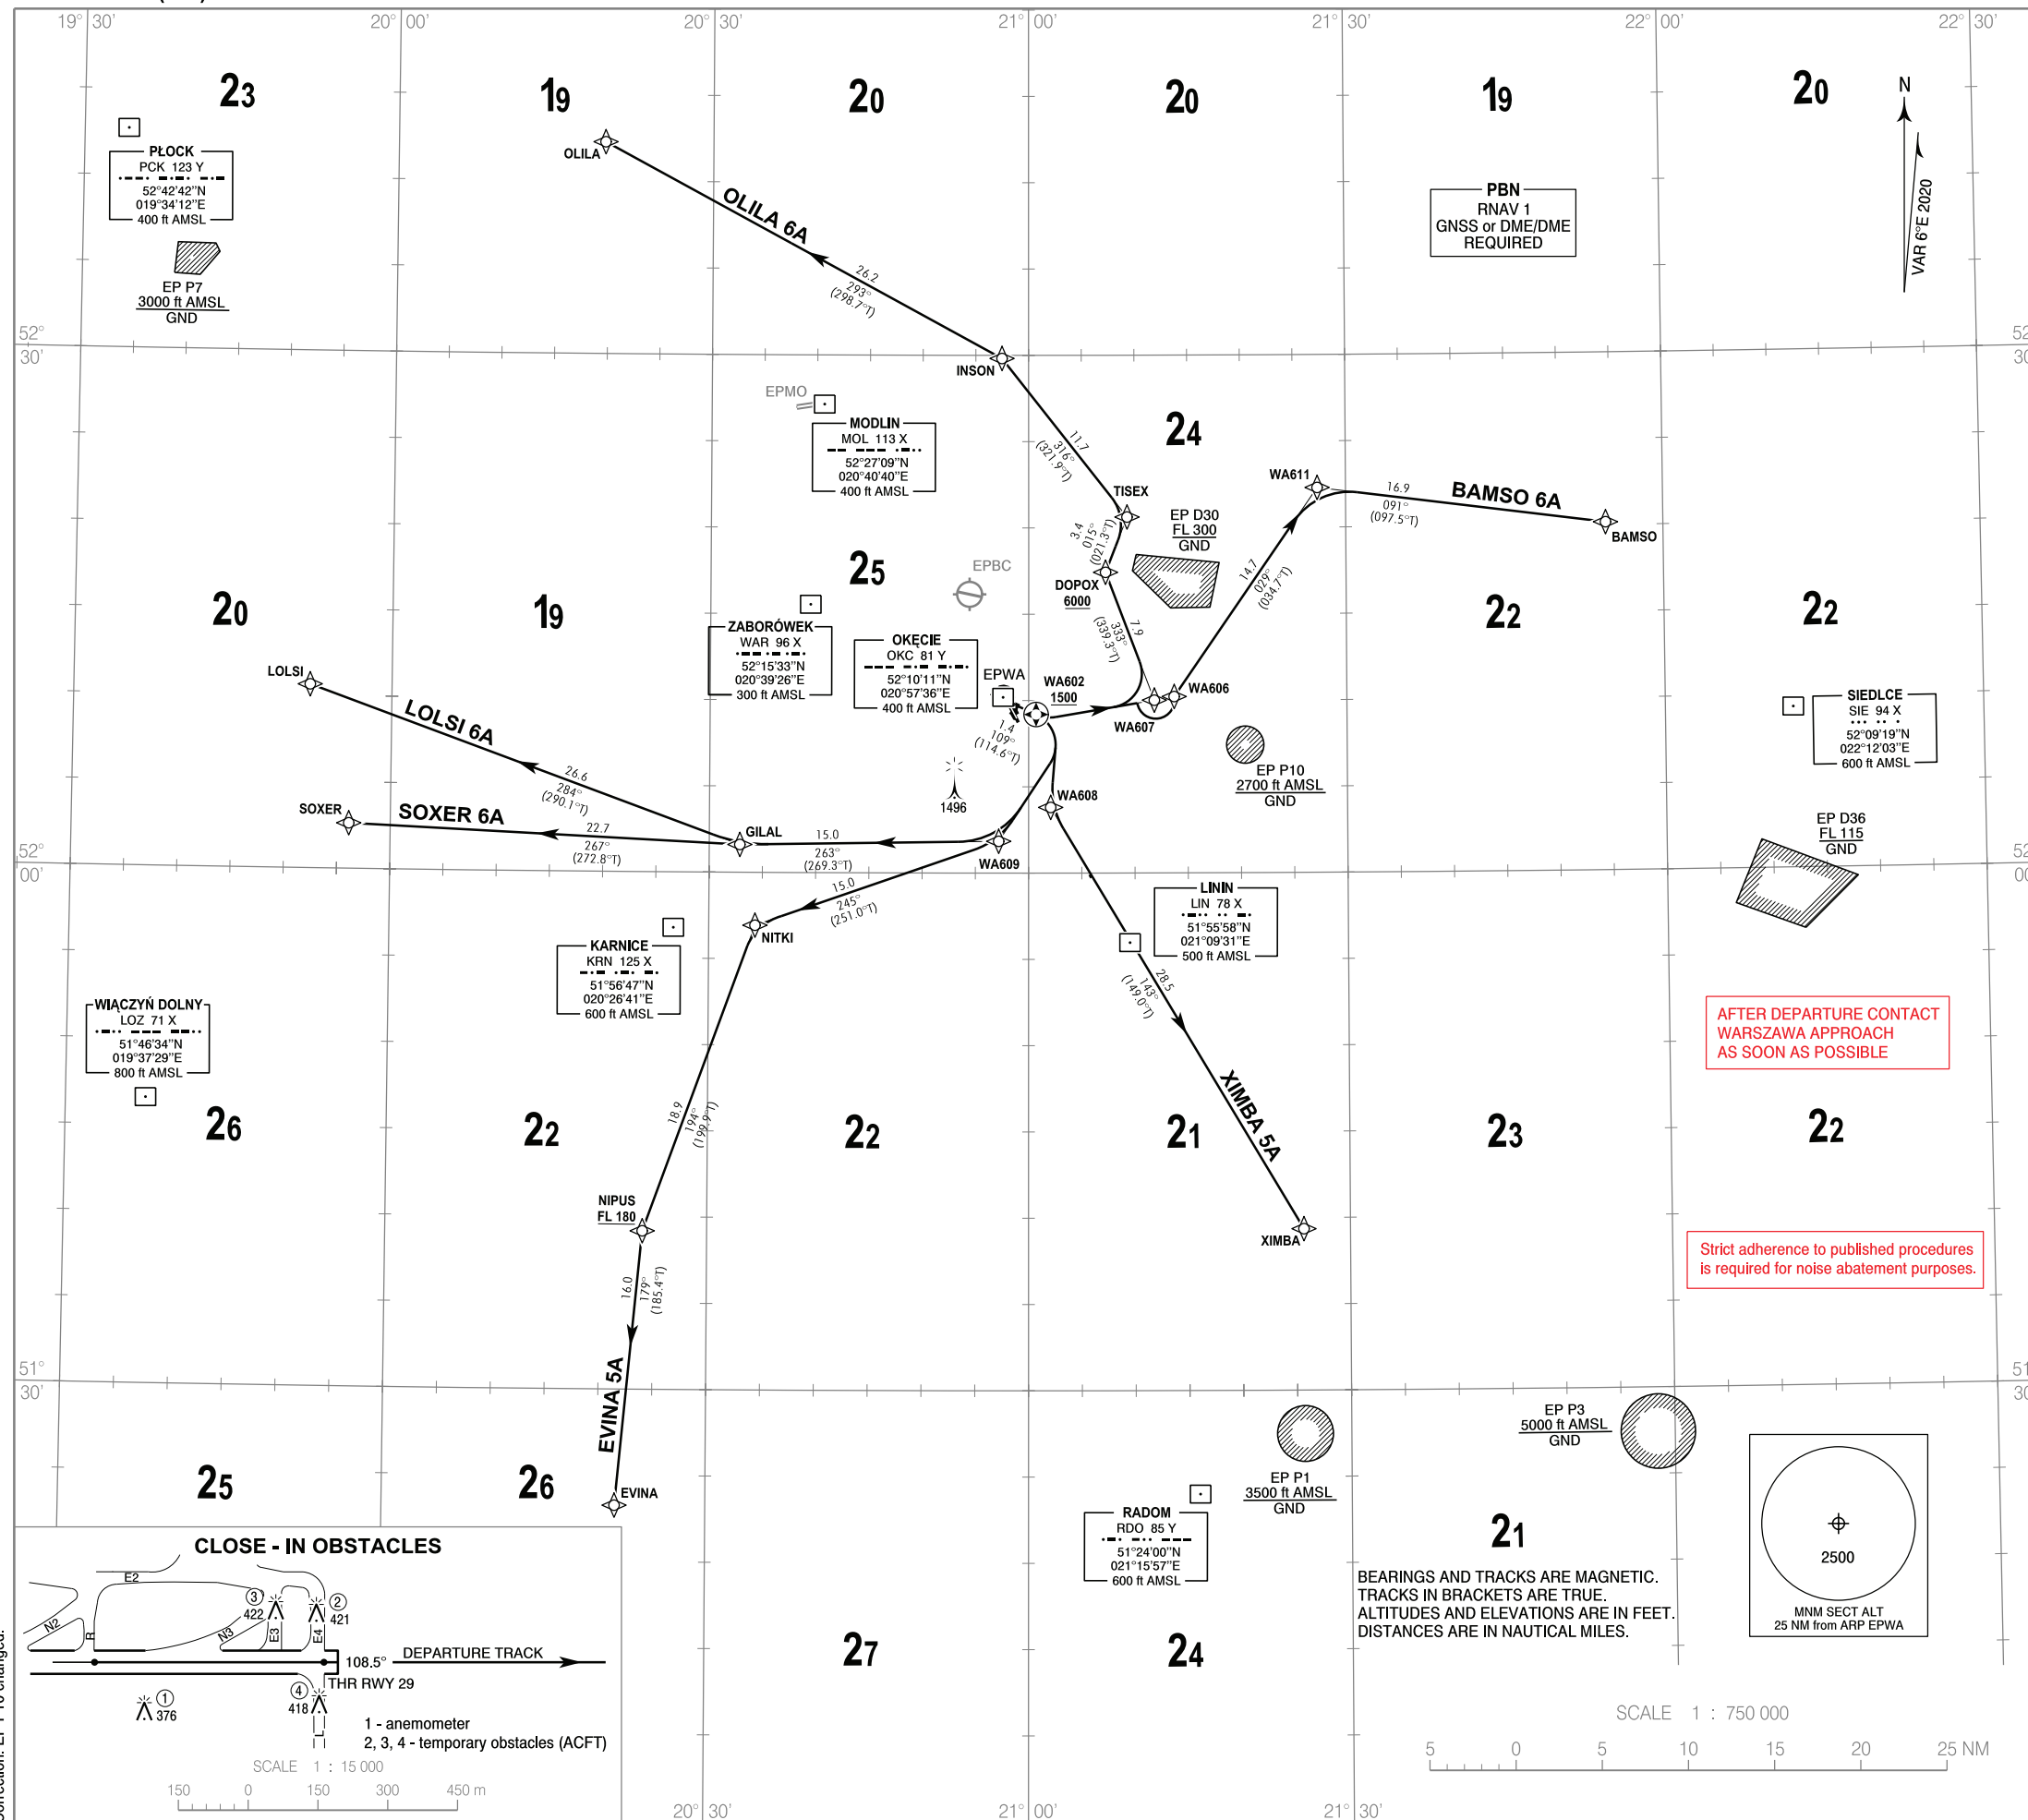 19° 30'
20° 00'
20° 30'
21° 00'
21° 30'
22° 00'
22° 30'
23
19
20
20
19
20
N
VAR 6°E 2020
PŁOCK
PCK 123 Y
52°42'42"N
019°34'12"E
400 ft AMSL
EP P7
3000 ft AMSL
GND
OLILA
OLILA 6A
26.2
293°
(298.7°T)
PBN
RNAV 1
GNSS or DME/DME
REQUIRED
52°
30'
52
30
INSON
EPMO
MODLIN
MOL 113 X
52°27'09"N
020°40'40"E
400 ft AMSL
11.7
316°
(321.9°T)
24
TISEX
WA611
16.9
091°
(097.5°T)
BAMSO 6A
BAMSO
EP D30
FL 300
GND
3.4
015°
(021.3°T)
25
EPBC
DOPOX
6000
14.7
029°
(034.7°T)
20
19
22
22
ZABORÓWEK
WAR 96 X
52°15'33"N
020°39'26"E
300 ft AMSL
OKĘCIE
OKC 81 Y
52°10'11"N
020°57'36"E
400 ft AMSL
7.9
333°
(339.3°T)
EPWA
WA602
1500
WA606
WA607
LOLSI
LOLSI 6A
26.6
284°
(290.1°T)
1.4
109°
(114.6°T)
SIEDLCE
SIE 94 X
52°09'19"N
022°12'03"E
600 ft AMSL
EP P10
2700 ft AMSL
GND
1496
WA608
SOXER
SOXER 6A
22.7
267°
(272.8°T)
GILAL
15.0
263°
(269.3°T)
WA609
EP D36
FL 115
GND
52°
00'
52
00
15.0
245°
(251.0°T)
NITKI
LININ
LIN 78 X
51°55'58"N
021°09'31"E
500 ft AMSL
KARNICE
KRN 125 X
51°56'47"N
020°26'41"E
600 ft AMSL
28.5
143°
(149.0°T)
WIĄCZYŃ DOLNY
LOZ 71 X
51°46'34"N
019°37'29"E
800 ft AMSL
AFTER DEPARTURE CONTACT
WARSZAWA APPROACH
AS SOON AS POSSIBLE
26
22
22
21
23
22
18.9
194°
(199.9°T)
XIMBA 5A
NIPUS
FL 180
XIMBA
Strict adherence to published procedures
is required for noise abatement purposes.
16.0
179°
(185.4°T)
51°
30'
51
30
EVINA 5A
EVINA
25
26
EP P1
3500 ft AMSL
GND
EP P3
5000 ft AMSL
GND
RADOM
RDO 85 Y
51°24'00"N
021°15'57"E
600 ft AMSL
21
2500
MNM SECT ALT
25 NM from ARP EPWA
BEARINGS AND TRACKS ARE MAGNETIC.
TRACKS IN BRACKETS ARE TRUE.
ALTITUDES AND ELEVATIONS ARE IN FEET.
DISTANCES ARE IN NAUTICAL MILES.
27
24
CLOSE - IN OBSTACLES
E2
N2
R
N3
E3
E4
3
422
2
421
108.5°
DEPARTURE TRACK
THR RWY 29
1
376
4
418
L
1 - anemometer
2, 3, 4 - temporary obstacles (ACFT)
SCALE 1 : 15 000
150 0 150 300 450 m
SCALE 1 : 750 000
5 0 5 10 15 20 25 NM
20° 30'
21° 00'
21° 30'